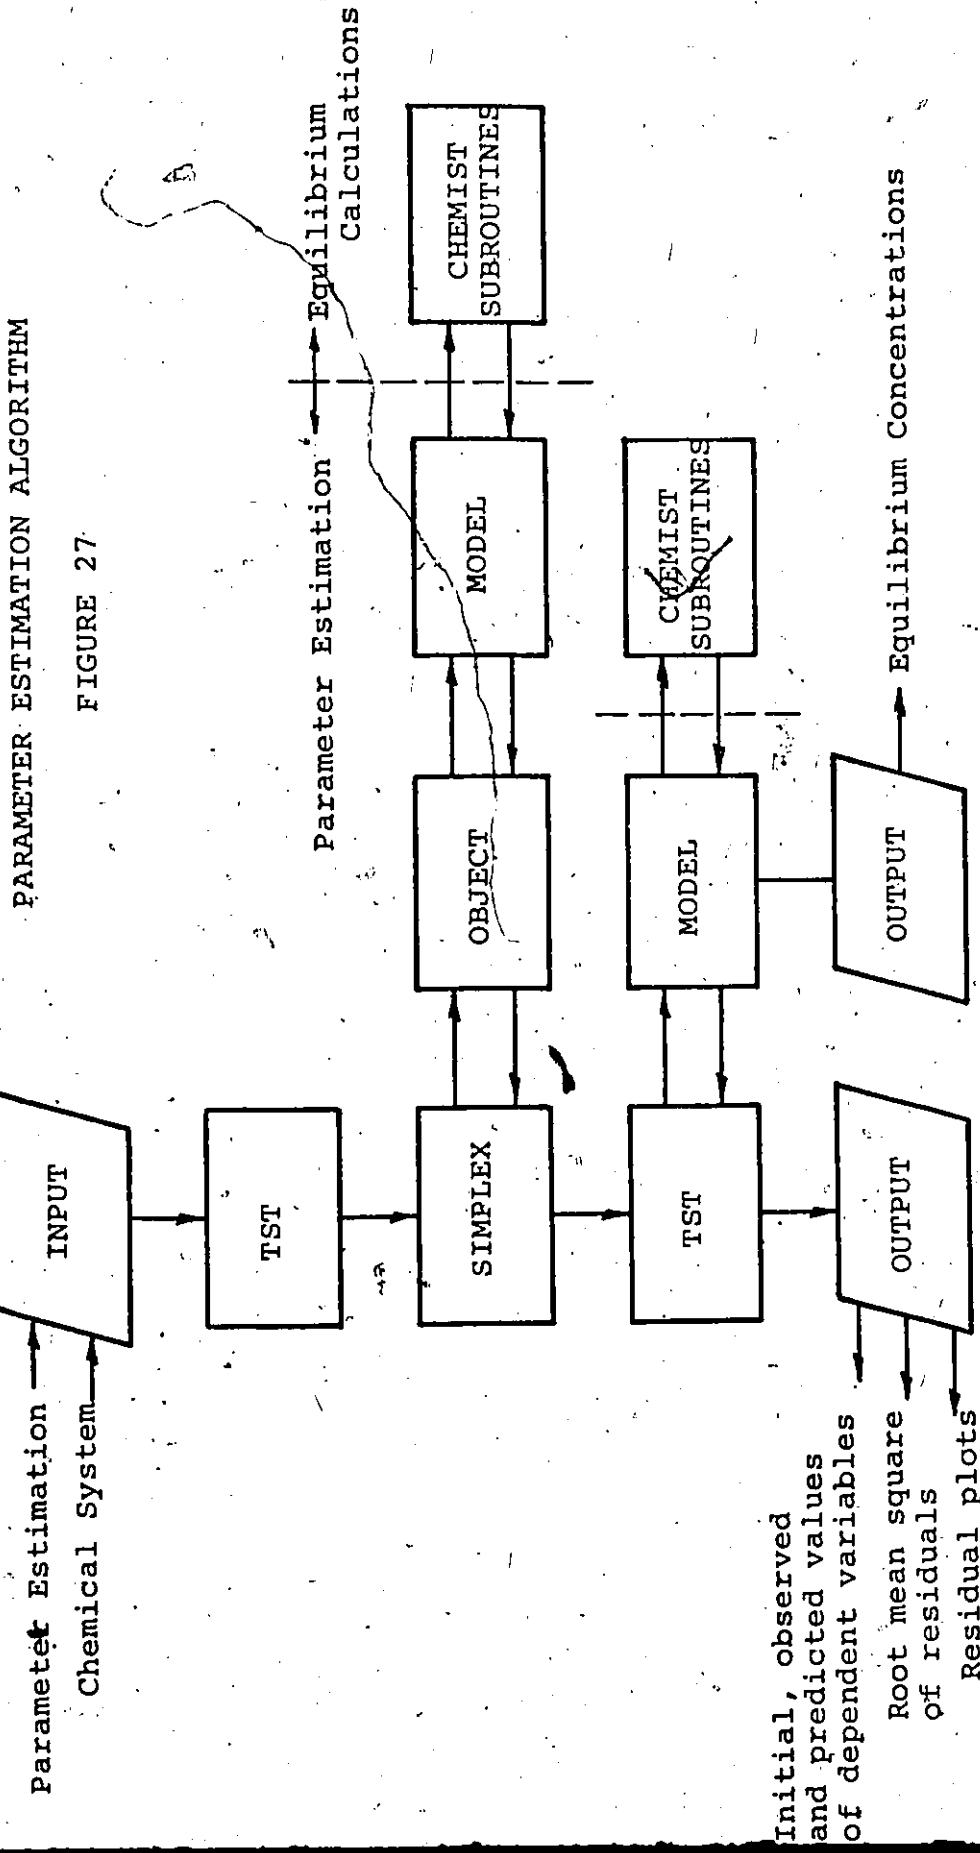 PARAMETER ESTIMATION ALGORITHM
FIGURE 27
Parameter Estimation
Chemical System
INPUT
TST
Parameter Estimation
Equilibrium
Calculations
SIMPLEX
OBJECT
MODEL
CHEMIST
SUBROUTINES
TST
MODEL
CHEMIST
SUBROUTINES
Initial, observed
and predicted values
of dependent variables
Root mean square
of residuals
Residual plots
OUTPUT
OUTPUT
Equilibrium Concentrations